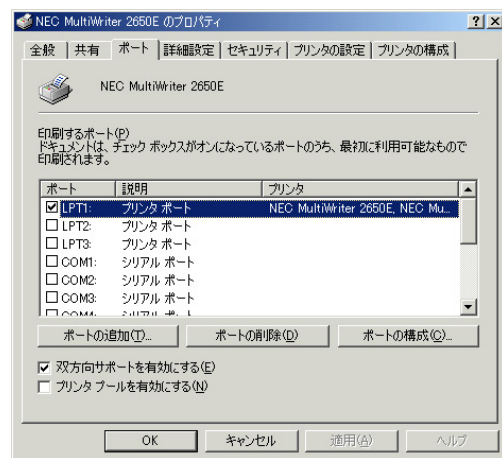 NEC MultiWriter 2650E のプロパティ
全般 共有 ポート 詳細設定 セキュリティ プリンタの設定 プリンタの構成
NEC MultiWriter 2650E
印刷するポート(P)
ドキュメントは、チェック ボックスがオンになっているポートのうち、最初に利用可能なもので
印刷されます。
ポート 説明 プリンタ
LPT1: プリンタ ポート NEC MultiWriter 2650E, NEC Mu...
LPT2: プリンタ ポート
LPT3: プリンタ ポート
COM1: シリアル ポート
COM2: シリアル ポート
COM3: シリアル ポート
COM4: シリアル ポート
ポートの追加(T)... ポートの削除(D) ポートの構成(C)...
双方向サポートを有効にする(E)
プリンタ プールを有効にする(N)
OK キャンセル 適用(A) ヘルプ